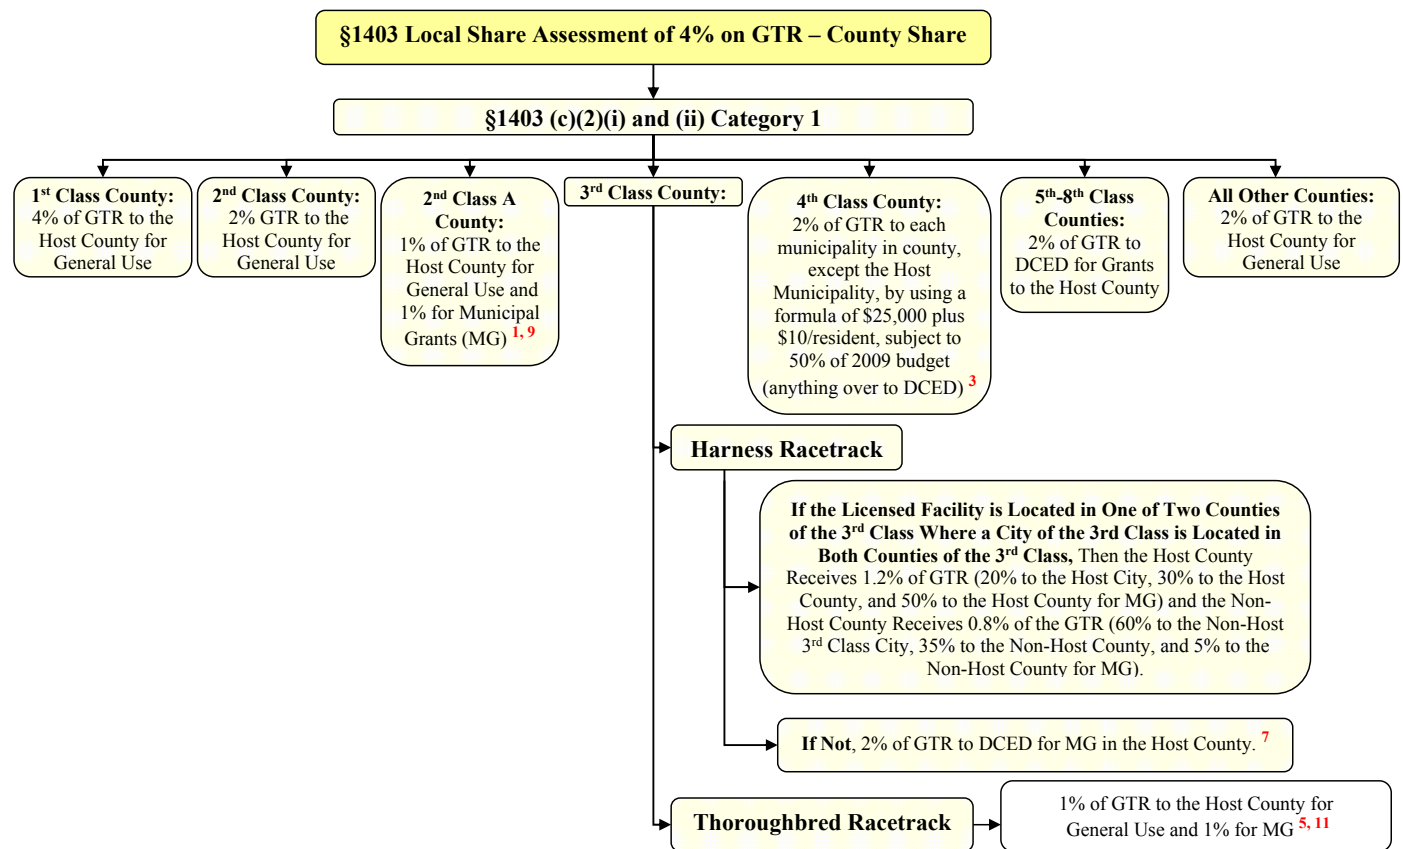 §1403 Local Share Assessment of 4% on GTR – County Share
§1403 (c)(2)(i) and (ii) Category 1
1st Class County:
4% of GTR to the
Host County for
General Use
2nd Class County:
2% GTR to the
Host County for
General Use
2nd Class A
County:
1% of GTR to the
Host County for
General Use and
1% for Municipal
Grants (MG) 1, 9
3rd Class County:
4th Class County:
2% of GTR to each
municipality in county,
except the Host
Municipality, by using a
formula of $25,000 plus
$10/resident, subject to
50% of 2009 budget
(anything over to DCED) 3
5th-8th Class
Counties:
2% of GTR to
DCED for Grants
to the Host County
All Other Counties:
2% of GTR to the
Host County for
General Use
Harness Racetrack
If the Licensed Facility is Located in One of Two Counties
of the 3rd Class Where a City of the 3rd Class is Located in
Both Counties of the 3rd Class, Then the Host County
Receives 1.2% of GTR (20% to the Host City, 30% to the Host
County, and 50% to the Host County for MG) and the Non-
Host County Receives 0.8% of the GTR (60% to the Non-Host
3rd Class City, 35% to the Non-Host County, and 5% to the
Non-Host County for MG).
If Not, 2% of GTR to DCED for MG in the Host County. 7
Thoroughbred Racetrack
1% of GTR to the Host County for
General Use and 1% for MG 5, 11